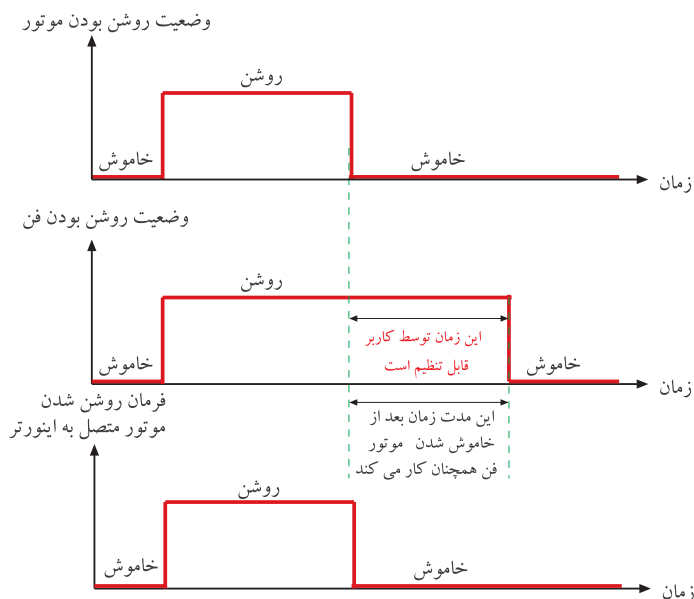 وضعیت روشن بودن موتور
روشن
خاموش
خاموش
زمان
وضعیت روشن بودن فن
روشن
این زمان توسط کاربر
قابل تنظیم است
خاموش
خاموش
زمان
فرمان روشن شدن
موتور متصل به اینورتر
این مدت زمان بعد از
خاموش شدن موتور
فن همچنان کار می کند
روشن
خاموش
خاموش
زمان